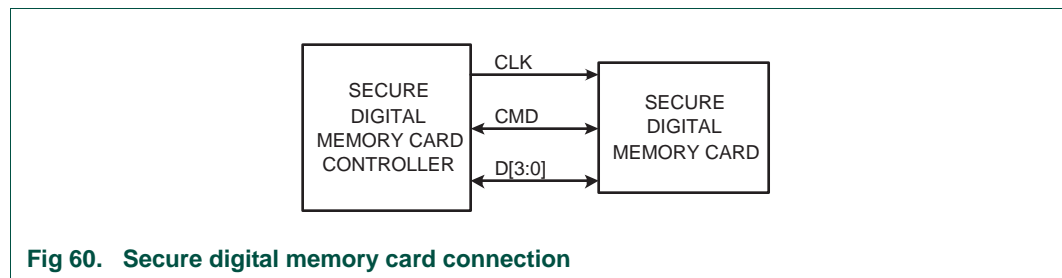 SECURE
DIGITAL
MEMORY CARD
CONTROLLER
CLK
CMD
D[3:0]
SECURE
DIGITAL
MEMORY CARD
Fig 60. Secure digital memory card connection